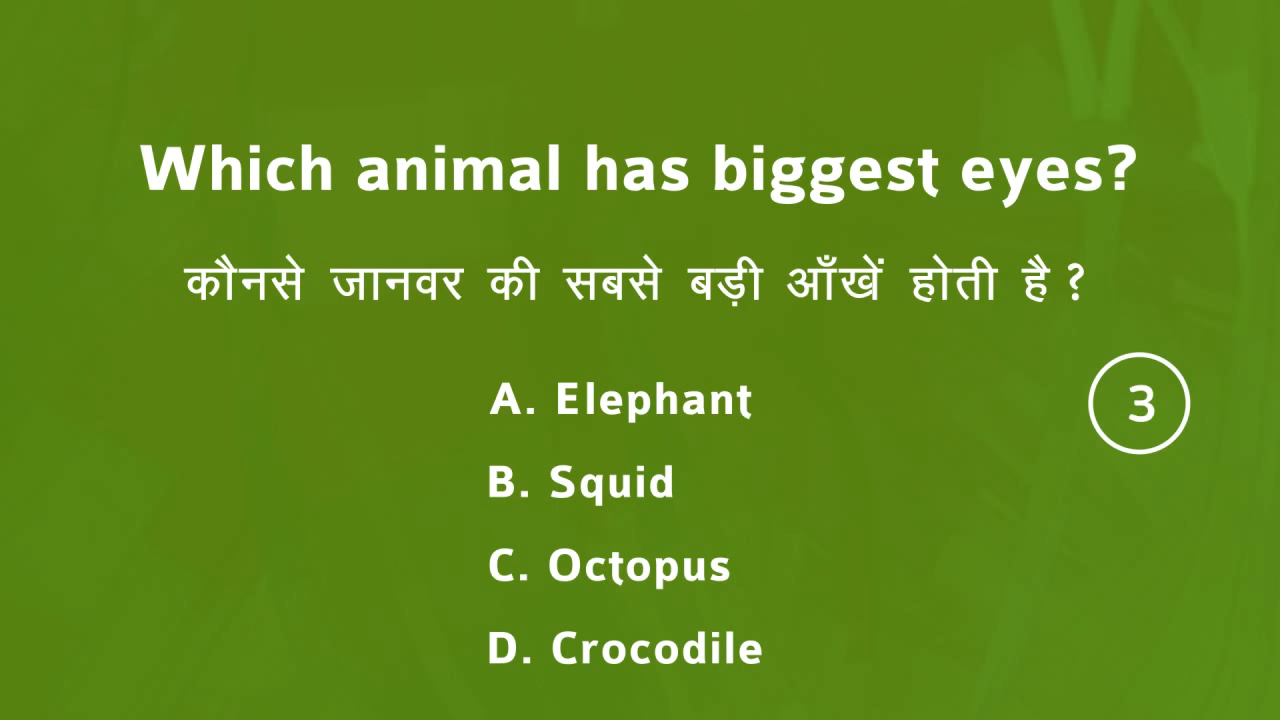 Which animal has biggest eyes?
कौनसे जानवर की सबसे बड़ी आँखें होती है ?
A. Elephant
3
B. Squid
C. Octopus
D. Crocodile